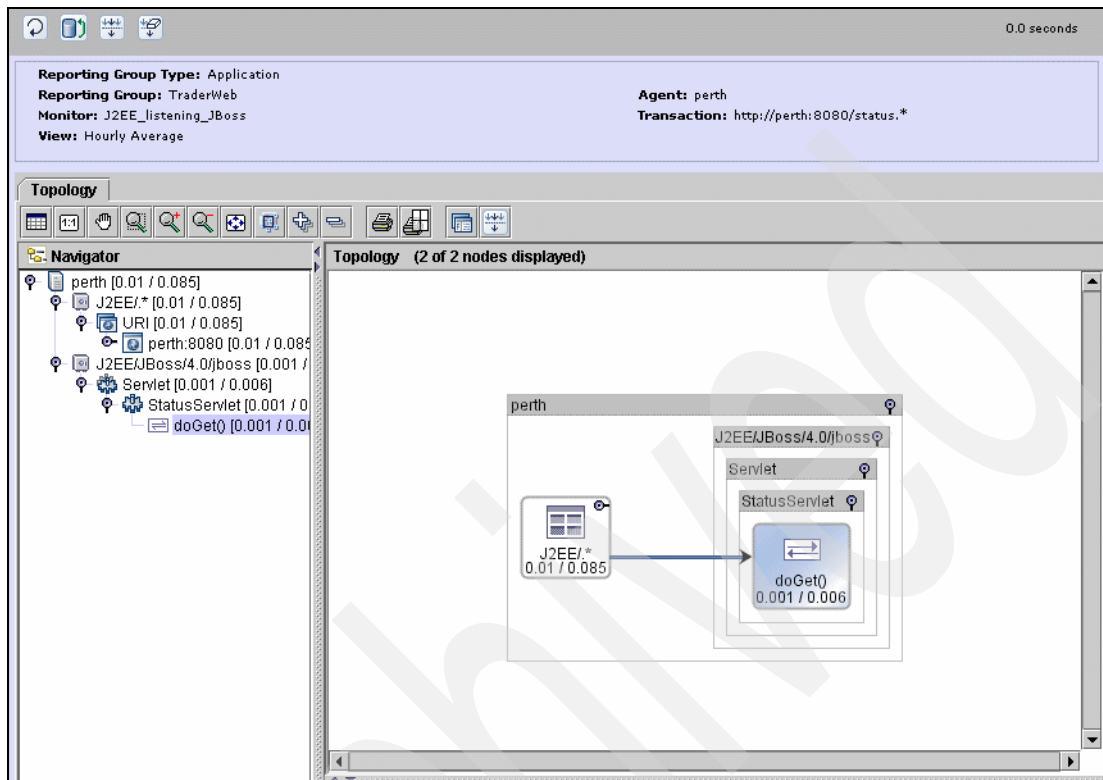 0.0 seconds
Reporting Group Type: Application
Reporting Group: TraderWeb
Agent: perth
Monitor: J2EE_listening_JBoss
Transaction: http://perth:8080/status.*
View: Hourly Average
Topology
1:1
Navigator
Topology (2 of 2 nodes displayed)
perth [0.01 / 0.085]
J2EE/.* [0.01 / 0.085]
URI [0.01 / 0.085]
perth:8080 [0.01 / 0.085
J2EE/JBoss/4.0/jboss [0.001 /
Servlet [0.001 / 0.006]
StatusServlet [0.001 / 0
doGet() [0.001 / 0.0
perth
J2EE/JBoss/4.0/jboss
Servlet
StatusServlet
J2EE/.*
0.01 / 0.085
doGet()
0.001 / 0.006